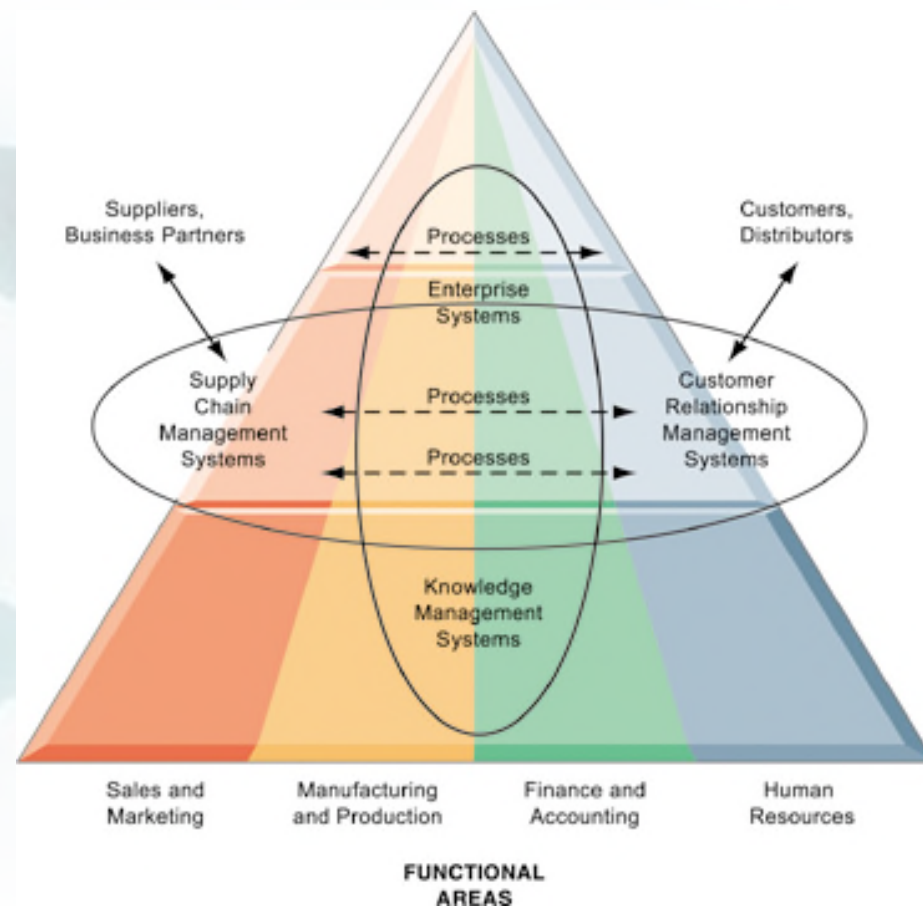 Suppliers,
Business Partners
Customers,
Distributors
Processes
Enterprise
Systems
Supply
Chain
Management
Systems
Processes
Processes
Customer
Relationship
Management
Systems
Knowledge
Management
Systems
Sales and
Marketing
Manufacturing
and Production
Finance and
Accounting
Human
Resources
FUNCTIONAL
AREAS